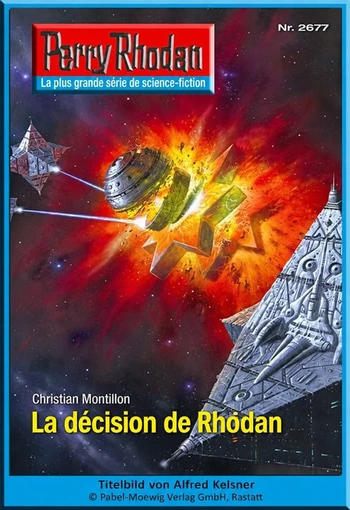 Nr. 2677
Perry Rhodan
La plus grande série de science-fiction
Christian Montillon
La décision de Rhodan
Titelbild von Alfred Kelsner
© Pabel-Moewig Verlag GmbH, Rastatt